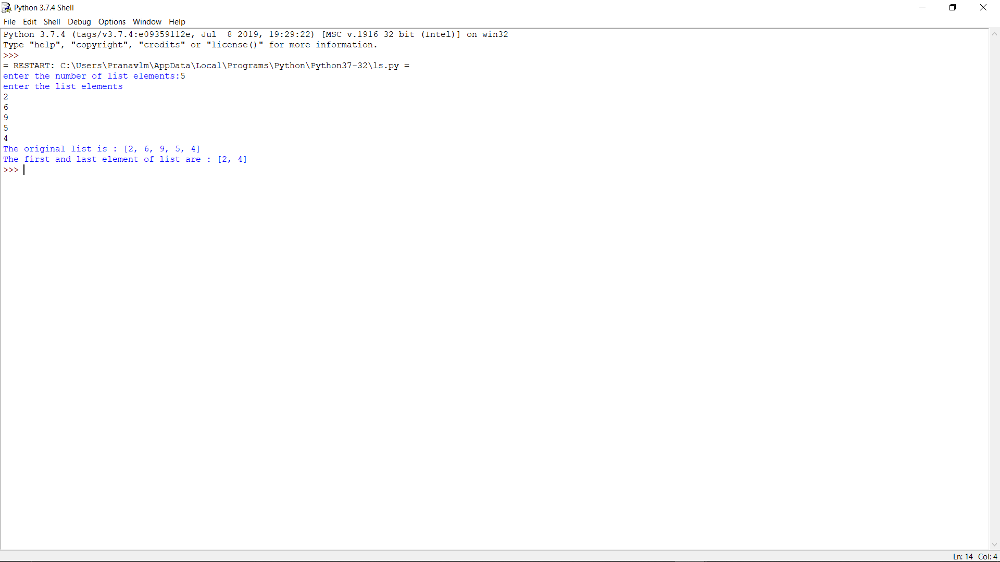 Python 3.7.4 Shell
File Edit Shell Debug Options Window Help
Python 3.7.4 (tags/v3.7.4:e09359112e, Jul  8 2019, 19:29:22) [MSC v.1916 32 bit (Intel)] on win32
Type "help", "copyright", "credits" or "license()" for more information.
>>>
= RESTART: C:\Users\Pranavlm\AppData\Local\Programs\Python\Python37-32\ls.py =
enter the number of list elements:5
enter the list elements
2
6
9
5
4
The original list is : [2, 6, 9, 5, 4]
The first and last element of list are : [2, 4]
>>>
Ln: 14 Col: 4